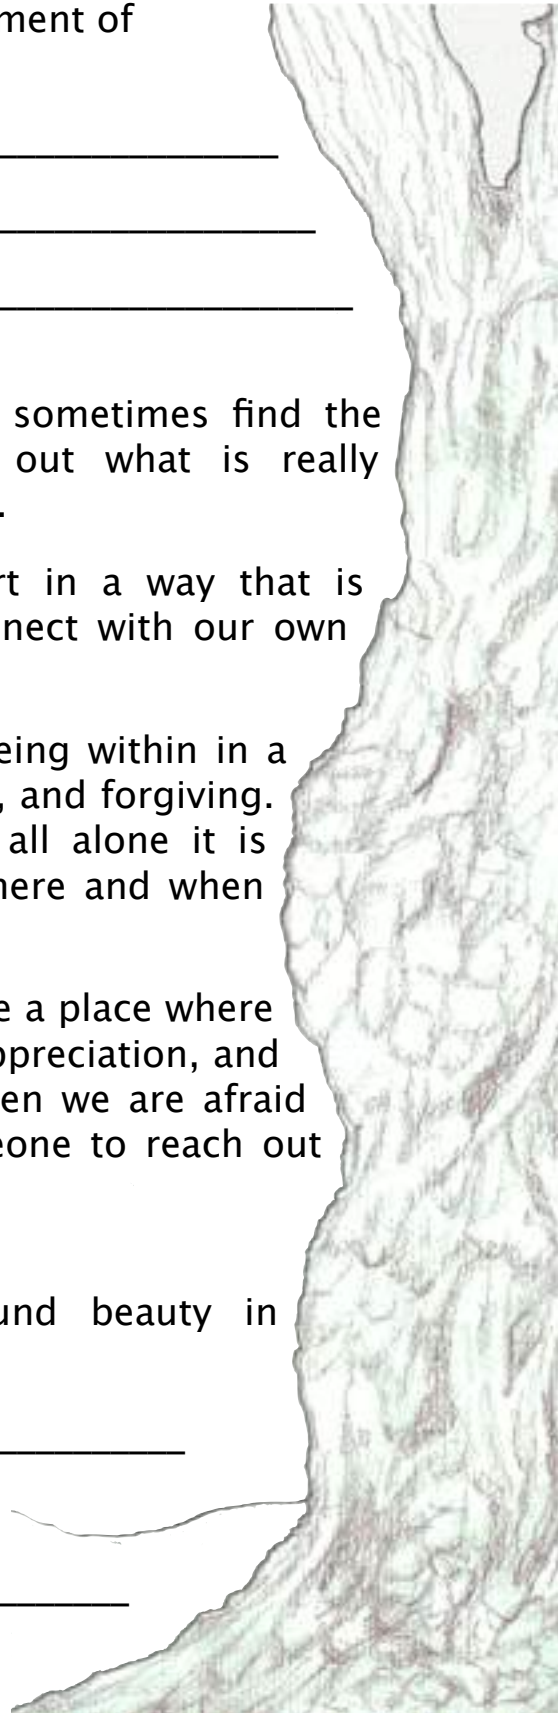 ment of
sometimes find the
out what is really
.
rt in a way that is
nnect with our own
eing within in a
, and forgiving.
all alone it is
here and when
e a place where
ppreciation, and
en we are afraid
eone to reach out
und beauty in